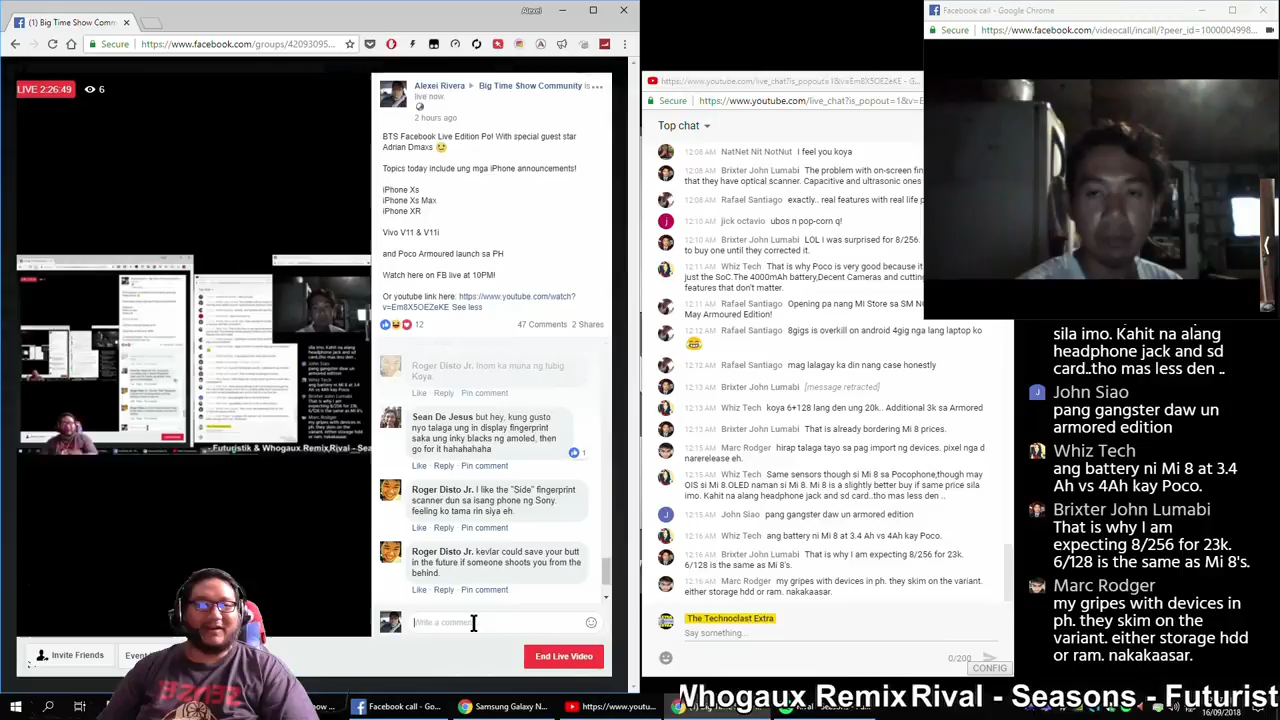 Alexei
(1) Big Time Show Comm
Secure https://www.facebook.com/groups/42093095...
LIVE 2:26:49
Alexei Rivera Big Time Show Community is
live now.
2 hours ago
BTS Facebook Live Edition Po! With special guest star
Adrian Dmaxs
Topics today include ung mga iPhone announcements!
iPhone Xs
iPhone Xs Max
iPhone XR
Vivo V11 & V11i
and Poco Armoured launch sa PH
Watch here on FB live at 10PM!
Or youtube link here: https://www.youtube.com/watch?
v=Em8X5OEZeKE See less
12
47 Comments 2 Shares
Roger Disto Jr. Inom ka muna ng tubig
Koya.
Like · Reply · Pin comment
Sean De Jesus but hey, kung gusto
nyo talaga ung in display fingerprint
saka ung inky blacks ng amoled, then
go for it hahahahaha
1
Like · Reply · Pin comment
Roger Disto Jr. I like the "Side" fingerprint
scanner dun sa isang phone ng Sony.
feeling ko tama rin siya eh.
Like · Reply · Pin comment
Roger Disto Jr. kevlar could save your butt
in the future if someone shoots you from the
behind.
Like · Reply · Pin comment
Write a comment
Invite Friends
Event
End Live Video
https://www.youtube.com/live_chat?is_popout=1&v=Em8X5OEZeKE - G...
Secure https://www.youtube.com/live_chat?is_popout=1&v=E
Top chat
12:08 AM NatNet Nit NotNut I feel you koya
12:08 AM Brixter John Lumabi The problem with on-screen fin
that they have optical scanner. Capacitive and ultrasonic ones
12:08 AM Rafael Santiago exactly.. real features with real life p
12:10 AM jick octavio ubos n pop-corn q!
12:10 AM Brixter John Lumabi LOL I was surprised for 8/256.
to buy one until they corrected it.
12:11 AM Whiz Tech That is why Poco is very good because it
just the SoC.The 4000mAh battery,Decent Cameras and cutting
features that don't matter.
12:11 AM Rafael Santiago Opening pa nang MI Store sa SM N
May Armoured Edition!
12:12 AM Rafael Santiago 8gigs is overkill on android 4gig nga lang laptop ko
12:12 AM Rafael Santiago mag lalagay ka din nang case honestly
12:13 AM Brixter John Lumabi [message retracted]
12:13 AM Whiz Tech koya 6+128 lang den ung 20k.. Additional $$ sa Armored
12:13 AM Brixter John Lumabi That is already bordering Mi 8 prices.
12:15 AM Marc Rodger hirap talaga tayo sa pag import ng devices. pixel nga d
narerelease eh.
12:15 AM Whiz Tech Same sensors though si Mi 8 sa Pocophone,though may
OIS si Mi 8.OLED naman si Mi 8. Mi 8 is a slightly better buy if same price sila
imo. Kahit na alang headphone jack and sd card..tho mas less den ..
12:15 AM John Siao pang gangster daw un armored edition
12:16 AM Whiz Tech ang battery ni Mi 8 at 3.4 Ah vs 4Ah kay Poco.
12:16 AM Brixter John Lumabi That is why I am expecting 8/256 for 23k.
6/128 is the same as Mi 8's.
12:16 AM Marc Rodger my gripes with devices in ph. they skim on the variant.
either storage hdd or ram. nakakaasar.
The Technoclast Extra
Say something...
0/200
CONFIG
Facebook call - Google Chrome
Secure https://www.facebook.com/videocall/incall/?peer_id=1000004998...
sila imo. Kahit na alang
headphone jack and sd
card..tho mas less den ..
John Siao
pang gangster daw un
armored edition
Whiz Tech
ang battery ni Mi 8 at 3.4
Ah vs 4Ah kay Poco.
Brixter John Lumabi
That is why I am
expecting 8/256 for 23k.
6/128 is the same as Mi 8's.
Marc Rodger
my gripes with devices in
ph. they skim on the
variant. either storage hdd
or ram. nakakaasar.
Whogaux Remix Rival - Seasons - Futurist
Facebook call - Go...
Samsung Galaxy N...
https://www.youtu...
16/09/2018